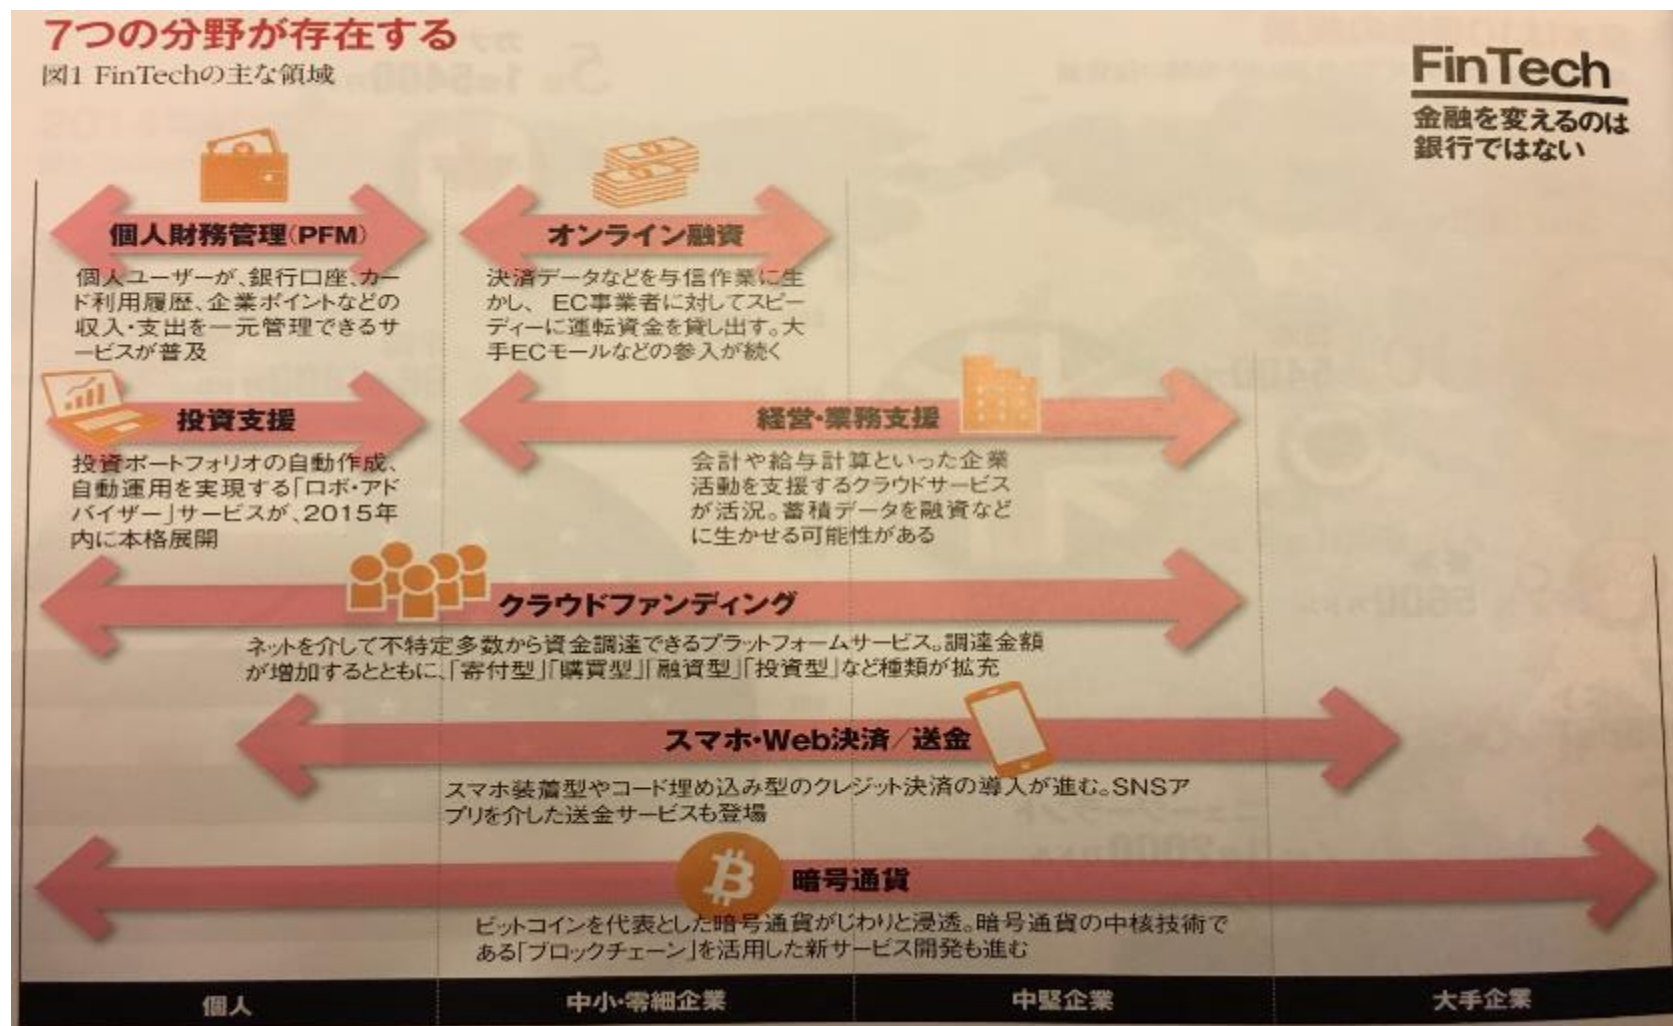 7つの分野が存在する
図1 FinTechの主な領域
FinTech
金融を変えるのは
銀行ではない
個人財務管理(PFM)
個人ユーザーが、銀行口座、カー
ド利用履歴、企業ポイントなどの
収入・支出を一元管理できるサ
ービスが普及
オンライン融資
決済データなどを与信作業に生
かし、EC事業者に対してスピー
ディーに運転資金を貸し出す。大
手ECモールなどの参入が続く
投資支援
投資ポートフォリオの自動作成、
自動運用を実現する「ロボ・アド
バイザー」サービスが、2015年
内に本格展開
経営・業務支援
会計や給与計算といった企業
活動を支援するクラウドサービス
が活況。蓄積データを融資など
に生かせる可能性がある
クラウドファンディング
ネットを介して不特定多数から資金調達できるプラットフォームサービス。調達金額
が増加するとともに、「寄付型」「購買型」「融資型」「投資型」など種類が拡充
スマホ・Web決済/送金
スマホ装着型やコード埋め込み型のクレジット決済の導入が進む。SNSア
プリを介した送金サービスも登場
暗号通貨
ビットコインを代表とした暗号通貨がじわりと浸透。暗号通貨の中核技術で
ある「ブロックチェーン」を活用した新サービス開発も進む
個人
中小・零細企業
中堅企業
大手企業